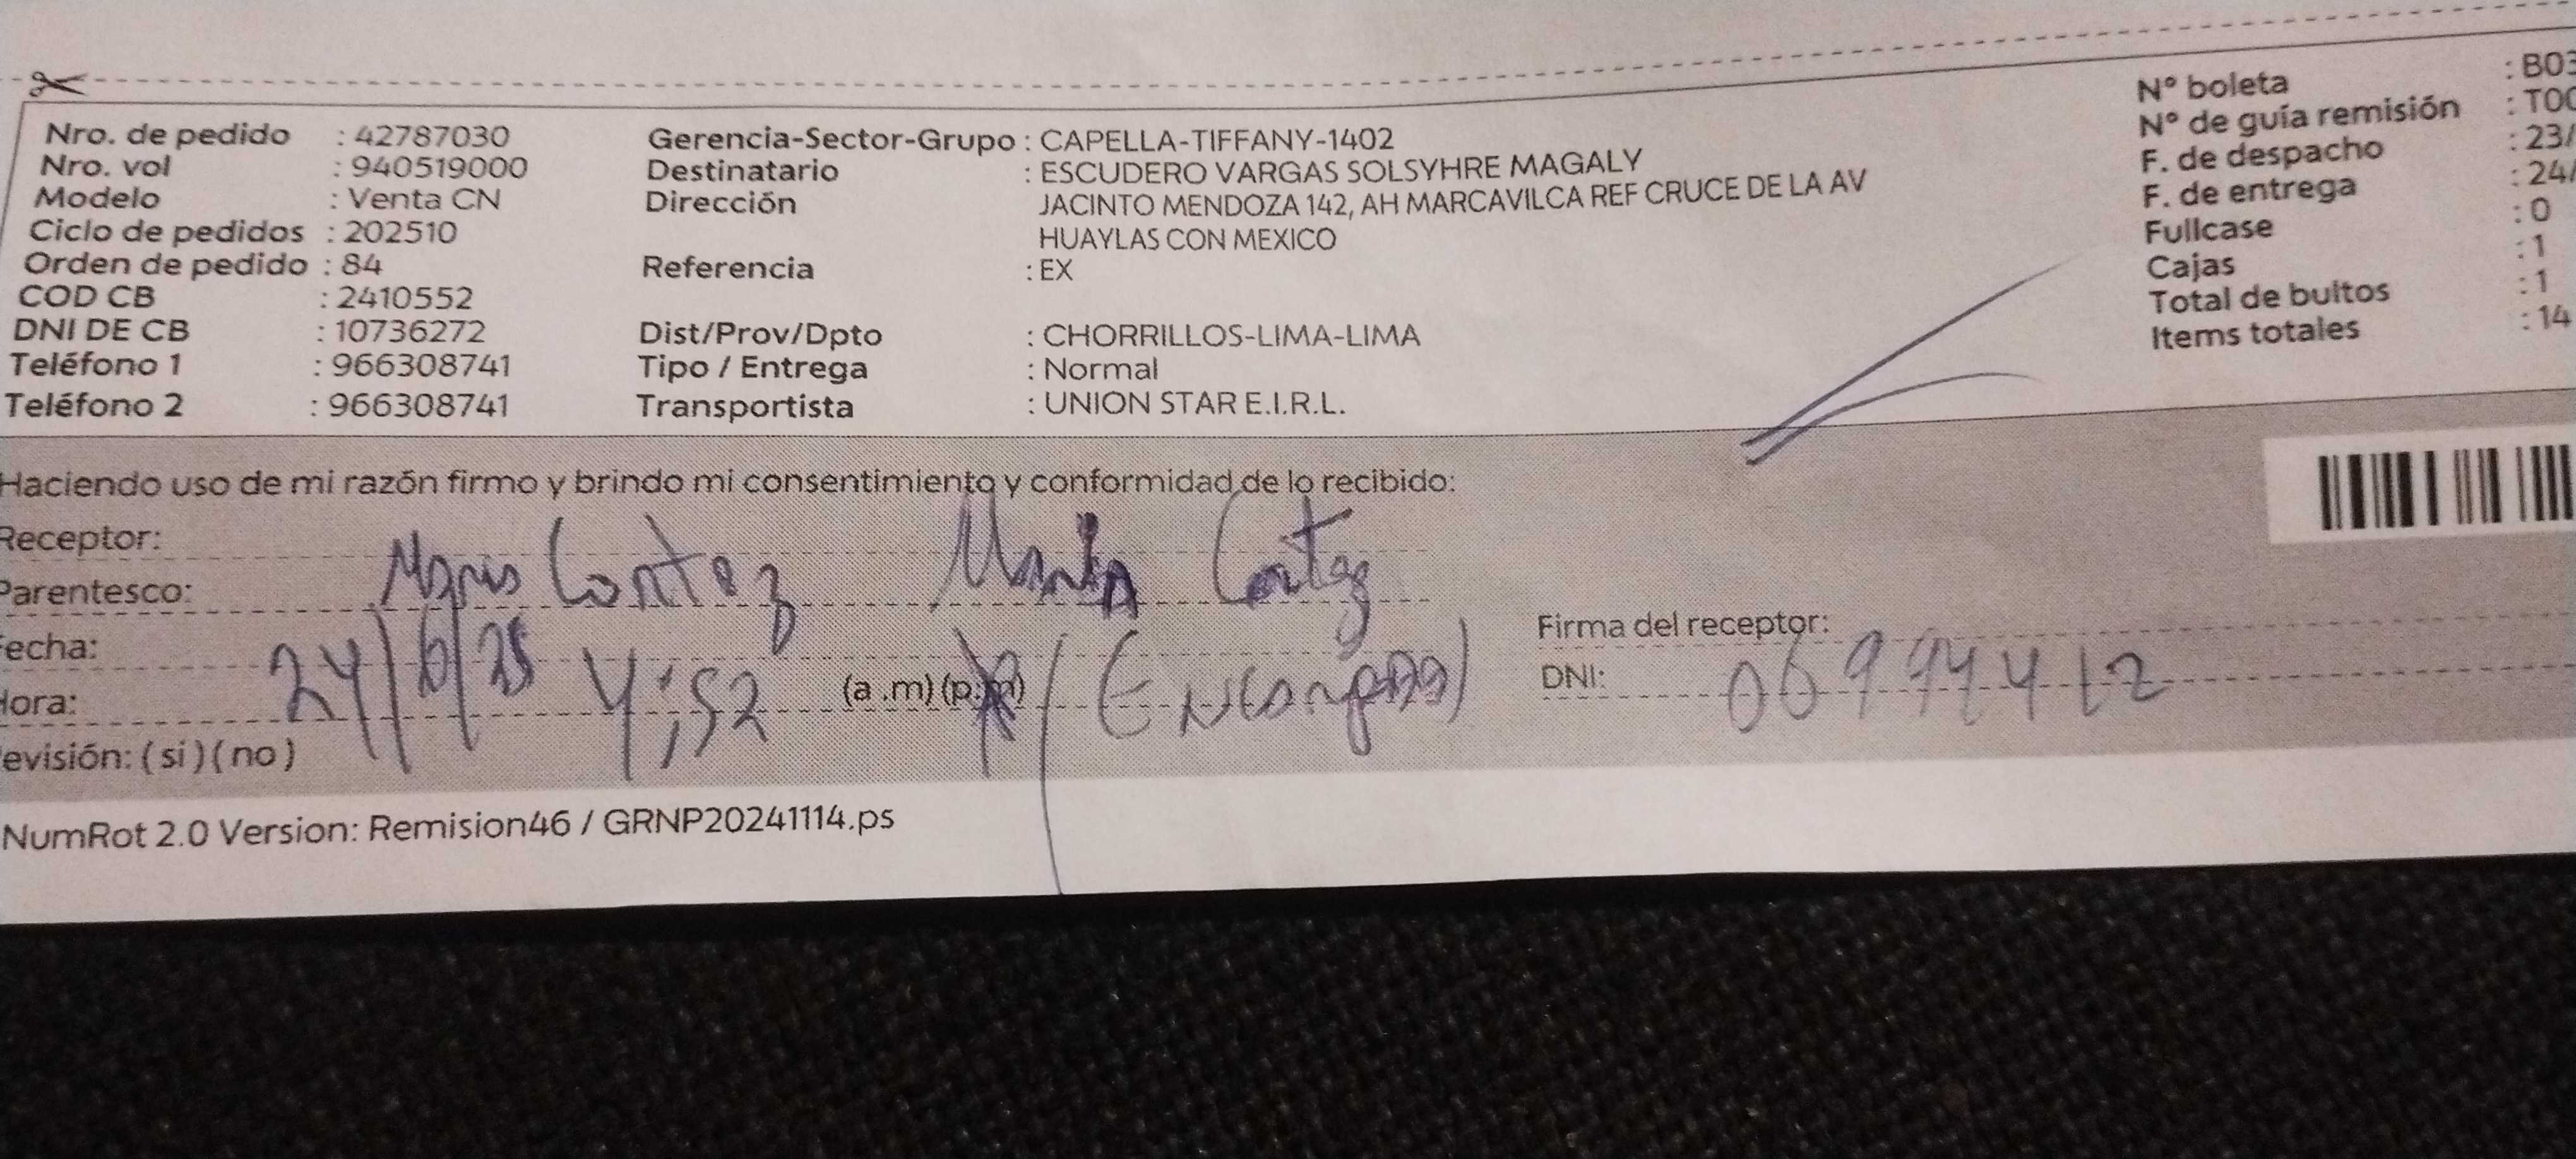 Nro. de pedido : 42787030
Nro. vol : 940519000
Modelo : Venta CN
Ciclo de pedidos : 202510
Orden de pedido : 84
COD CB : 2410552
DNI DE CB : 10736272
Teléfono 1 : 966308741
Teléfono 2 : 966308741
Gerencia-Sector-Grupo : CAPELLA-TIFFANY-1402
Destinatario : ESCUDERO VARGAS SOLSYHRE MAGALY
Dirección JACINTO MENDOZA 142, AH MARCAVILCA REF CRUCE DE LA AV
HUAYLAS CON MEXICO
Referencia : EX
Dist/Prov/Dpto : CHORRILLOS-LIMA-LIMA
Tipo / Entrega : Normal
Transportista : UNION STAR E.I.R.L.
N° boleta : B03
N° de guía remisión : T00
F. de despacho : 23/
F. de entrega : 24/
Fullcase : 0
Cajas : 1
Total de bultos : 1
Items totales : 14
Haciendo uso de mi razón firmo y brindo mi consentimiento y conformidad de lo recibido:
Receptor:
Parentesco: Cortez Cortez
echa: 24/6/25
Hora: 4:52 (a .m) (p.m)
Firma del receptor:
DNI:
evisión: ( si ) ( no )
NumRot 2.0 Version: Remision46 / GRNP20241114.ps